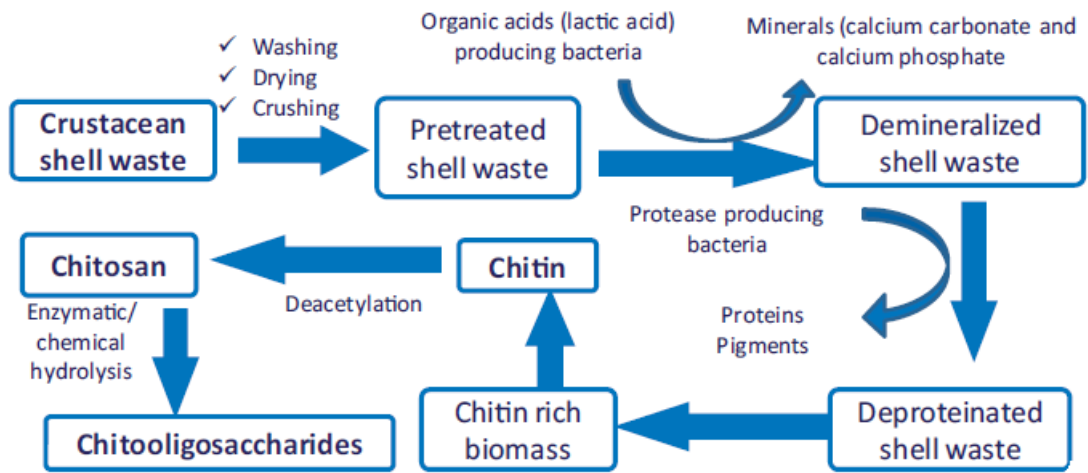 Organic acids (lactic acid)
producing bacteria
Minerals (calcium carbonate and
calcium phosphate
✓ Washing
✓ Drying
✓ Crushing
Crustacean
shell waste
Pretreated
shell waste
Demineralized
shell waste
Protease producing
bacteria
Proteins
Pigments
Chitosan
Deacetylation
Chitin
Enzymatic/
chemical
hydrolysis
Chitooligosaccharides
Chitin rich
biomass
Deproteinated
shell waste